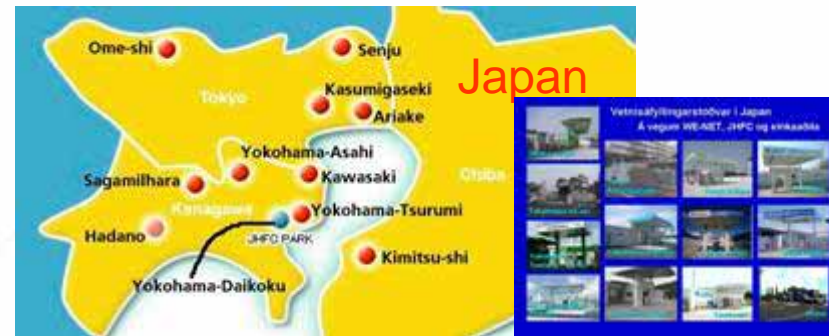 Ome-shi
Senju
Japan
Tokyo
Kasumigaseki
Ariake
Yokohama-Asahi
Sagamilhara
Kawasaki
Chiba
Kanagawa
Yokohama-Tsurumi
Hadano
JHFC PARK
Kimitsu-shi
Yokohama-Daikoku
Vetnisáfyllingarstöðvar í Japan
Á vegum WE-NET, JHFC og einkaaðila